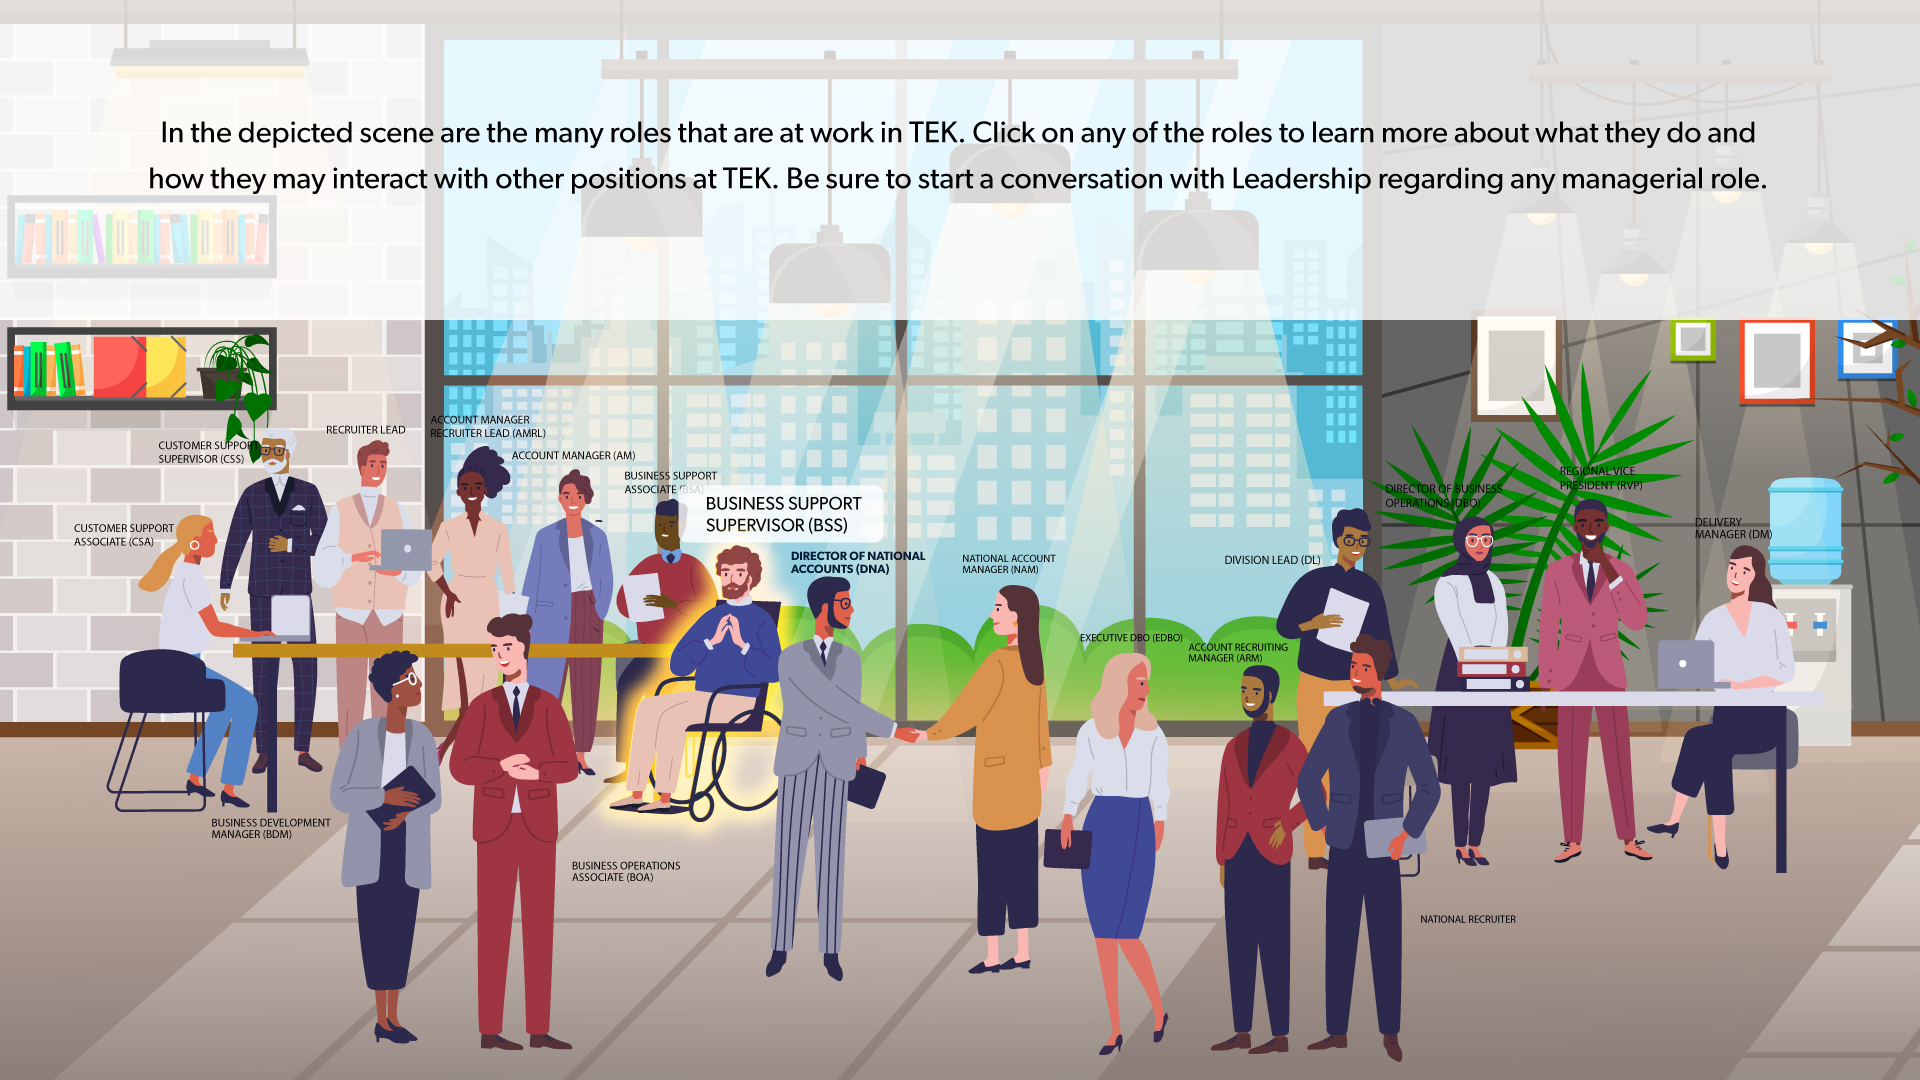 In the depicted scene are the many roles that are at work in TEK. Click on any of the roles to learn more about what they do and
how they may interact with other positions at TEK. Be sure to start a conversation with Leadership regarding any managerial role.
CUSTOMER SUPPORT
SUPERVISOR (CSS)
RECRUITER LEAD
ACCOUNT MANAGER
RECRUITER LEAD (AMRL)
ACCOUNT MANAGER (AM)
BUSINESS SUPPORT
ASSOCIATE (BSA)
BUSINESS SUPPORT
SUPERVISOR (BSS)
CUSTOMER SUPPORT
ASSOCIATE (CSA)
DIRECTOR OF NATIONAL
ACCOUNTS (DNA)
NATIONAL ACCOUNT
MANAGER (NAM)
DIVISION LEAD (DL)
DIRECTOR OF BUSINESS
OPERATIONS (DBO)
REGIONAL VICE
PRESIDENT (RVP)
DELIVERY
MANAGER (DM)
EXECUTIVE DBO (EDBO)
ACCOUNT RECRUITING
MANAGER (ARM)
BUSINESS DEVELOPMENT
MANAGER (BDM)
BUSINESS OPERATIONS
ASSOCIATE (BOA)
NATIONAL RECRUITER